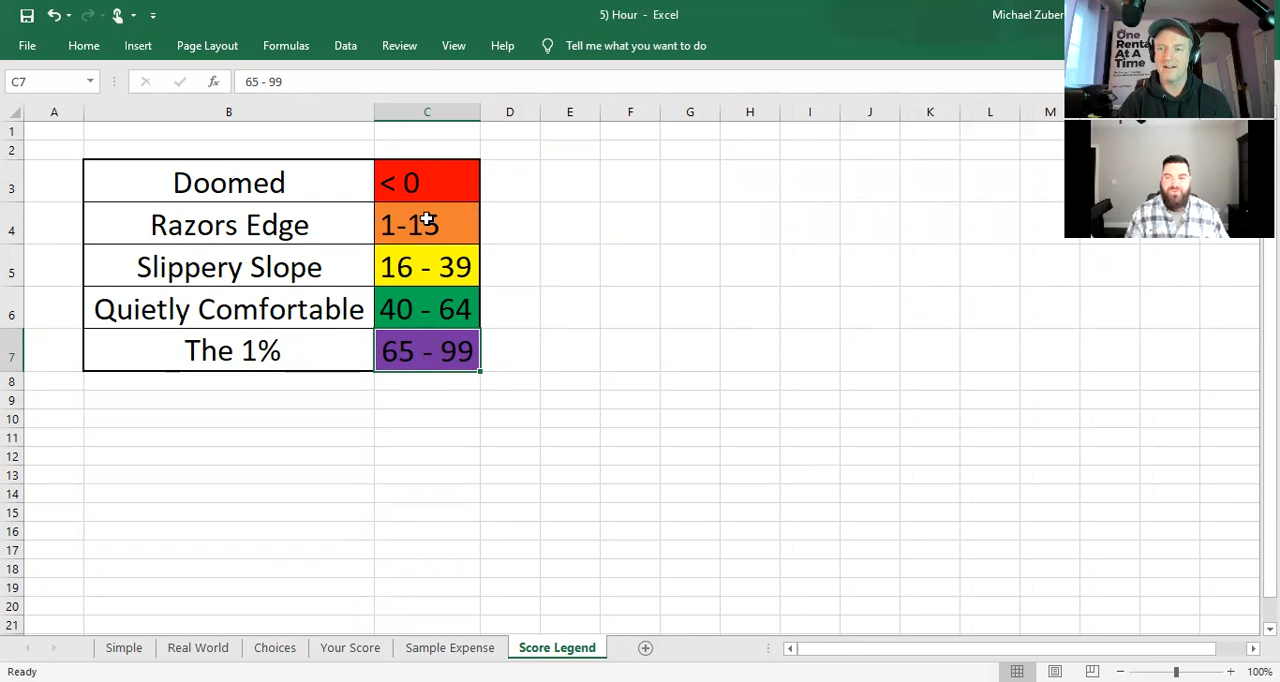 5) Hour - Excel
Michael Zuber
File Home Insert Page Layout Formulas Data Review View Help Tell me what you want to do
C7 fx 65 - 99
A B C D E F G H I J K L M
1
2
3 Doomed < 0
4 Razors Edge 1-15
5 Slippery Slope 16 - 39
6 Quietly Comfortable 40 - 64
7 The 1% 65 - 99
8
9
10
11
12
13
14
15
16
17
18
19
20
21
One
Rental
At A
Time
Simple Real World Choices Your Score Sample Expense Score Legend
Ready 100%